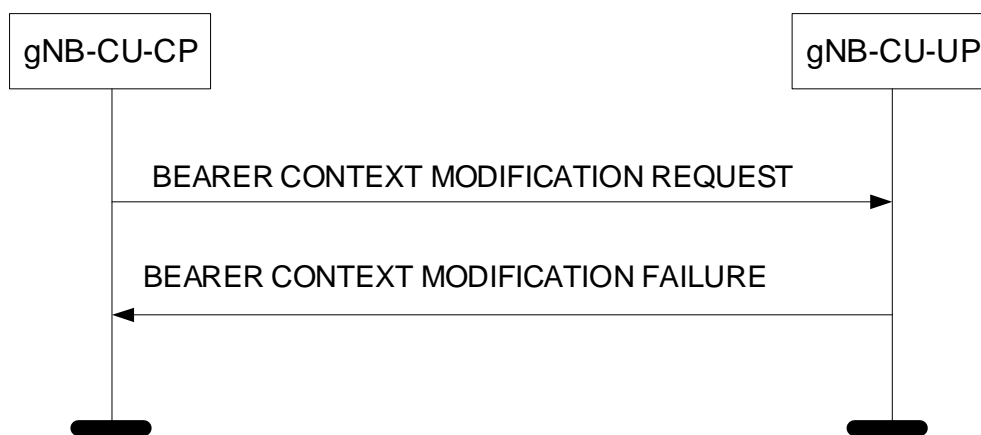 gNB-CU-CP
gNB-CU-UP
BEARER CONTEXT MODIFICATION REQUEST
BEARER CONTEXT MODIFICATION FAILURE